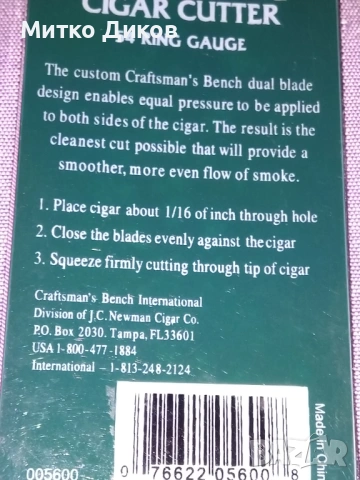 Митко Диков
CIGAR CUTTER
54 RING GAUGE
The custom Craftsman's Bench dual blade
design enables equal pressure to be applied
to both sides of the cigar. The result is the
cleanest cut possible that will provide a
smoother, more even flow of smoke.
1. Place cigar about 1/16 of inch through hole
2. Close the blades evenly against the cigar
3. Squeeze firmly cutting through tip of cigar
Craftsman's Bench International
Division of J.C. Newman Cigar Co.
P.O. Box 2030. Tampa, FL33601
USA 1-800-477-1884
International - 1-813-248-2124
Made in Chin
005600
9 76622 05600 8